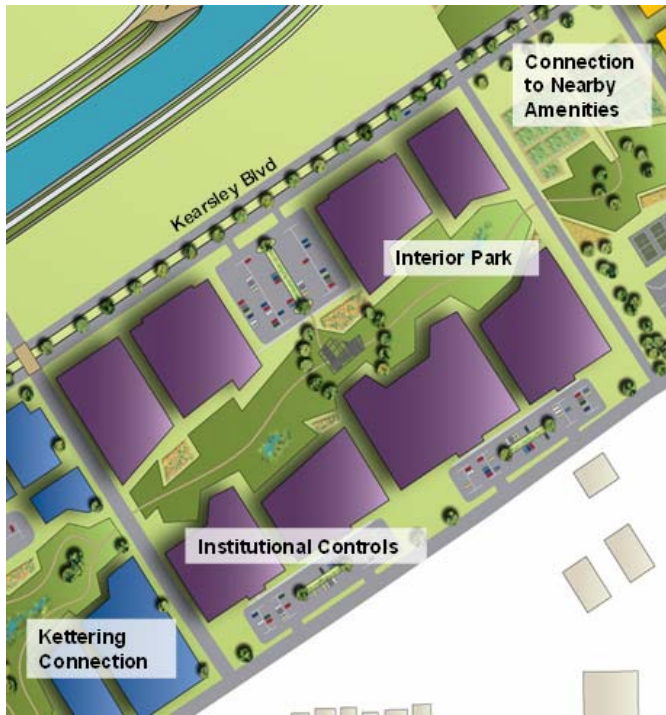 Connection
to Nearby
Amenities
Kearsley Blvd
Interior Park
Institutional Controls
Kettering
Connection